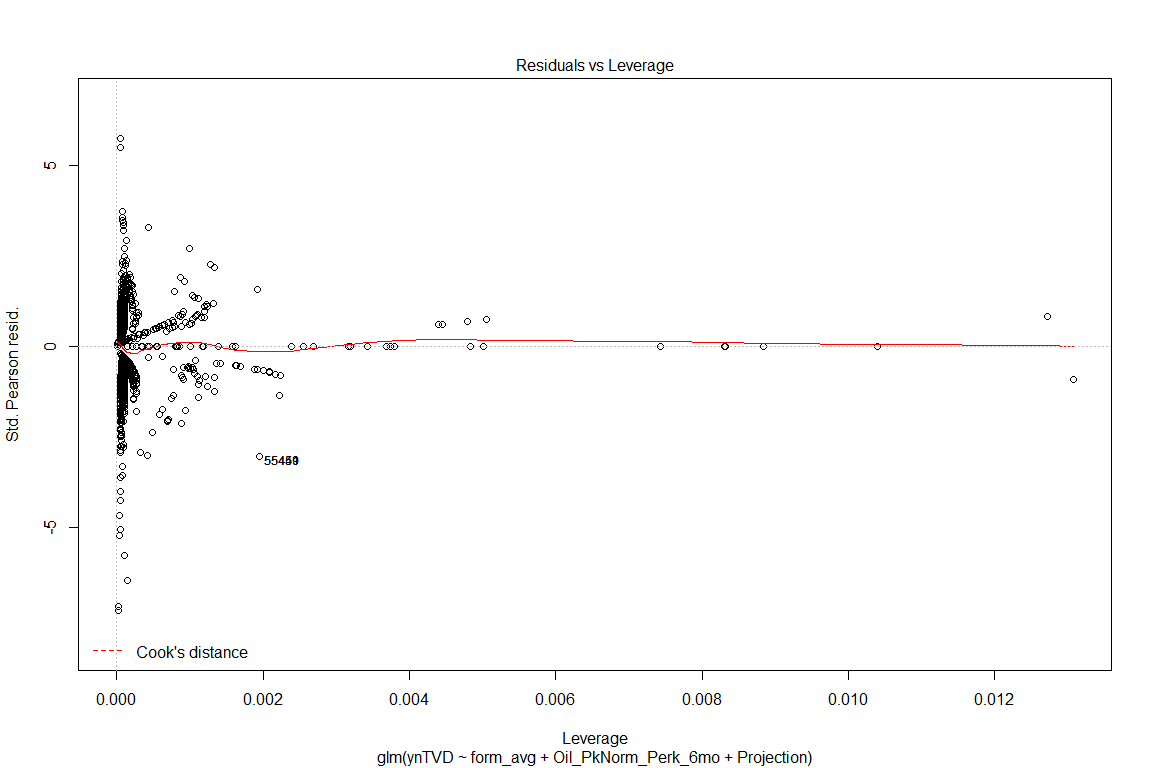 Residuals vs Leverage
Std. Pearson resid.
5
0
-5
Cook's distance
0.000 0.002 0.004 0.006 0.008 0.010 0.012
Leverage
glm(ynTVD ~ form_avg + Oil_PkNorm_Perk_6mo + Projection)